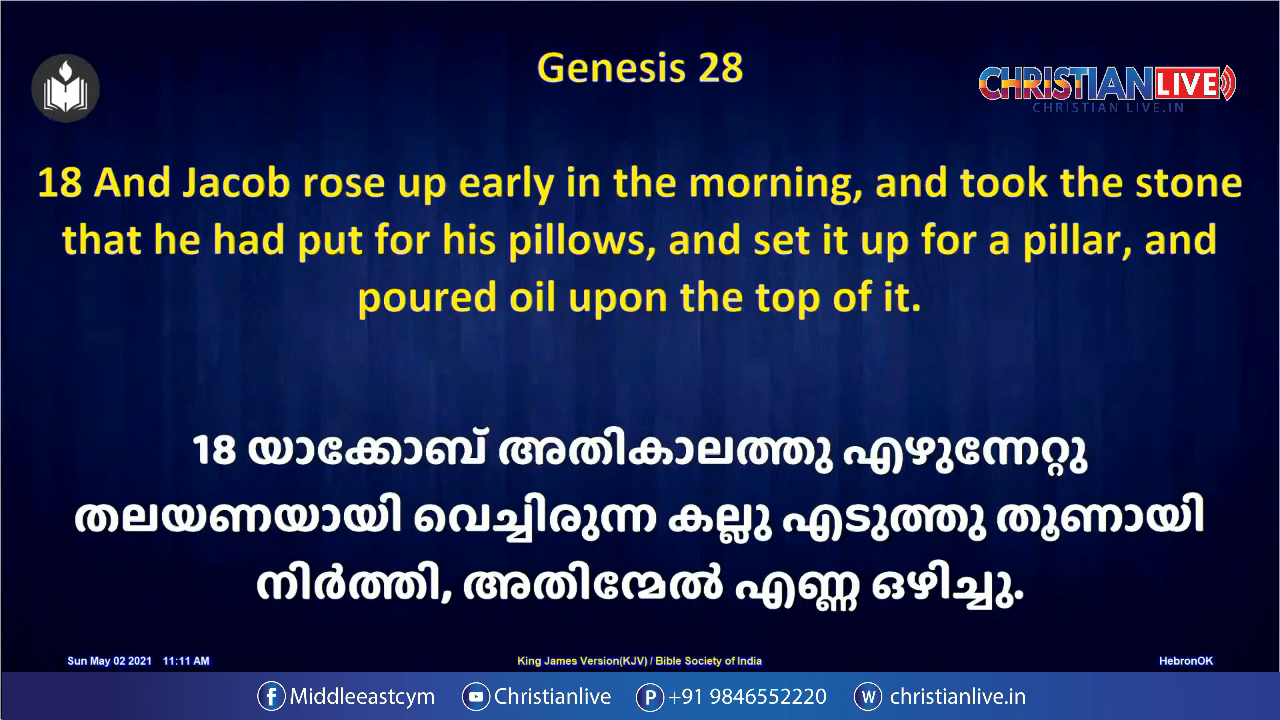 Genesis 28
CHRISTIANLIVE
CHRISTIAN LIVE.IN
18 And Jacob rose up early in the morning, and took the stone
that he had put for his pillows, and set it up for a pillar, and
poured oil upon the top of it.
18 യാക്കോബ് അതികാലത്തു എഴുന്നേറ്റു
തലയണയായി വെച്ചിരുന്ന കല്ലു എടുത്തു തൂണായി
നിർത്തി, അതിന്മേൽ എണ്ണ ഒഴിച്ചു.
Sun May 02 2021 11:11 AM King James Version(KJV) / Bible Society of India HebronOK
Middleeastcym Christianlive P +91 9846552220 W christianlive.in